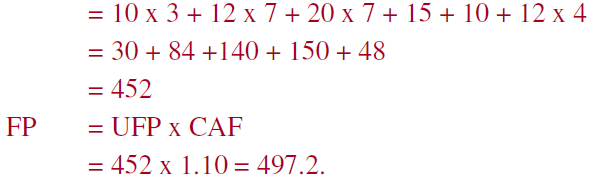 = 10 x 3 + 12 x 7 + 20 x 7 + 15 + 10 + 12 x 4
= 30 + 84 +140 + 150 + 48
= 452
FP = UFP x CAF
= 452 x 1.10 = 497.2.